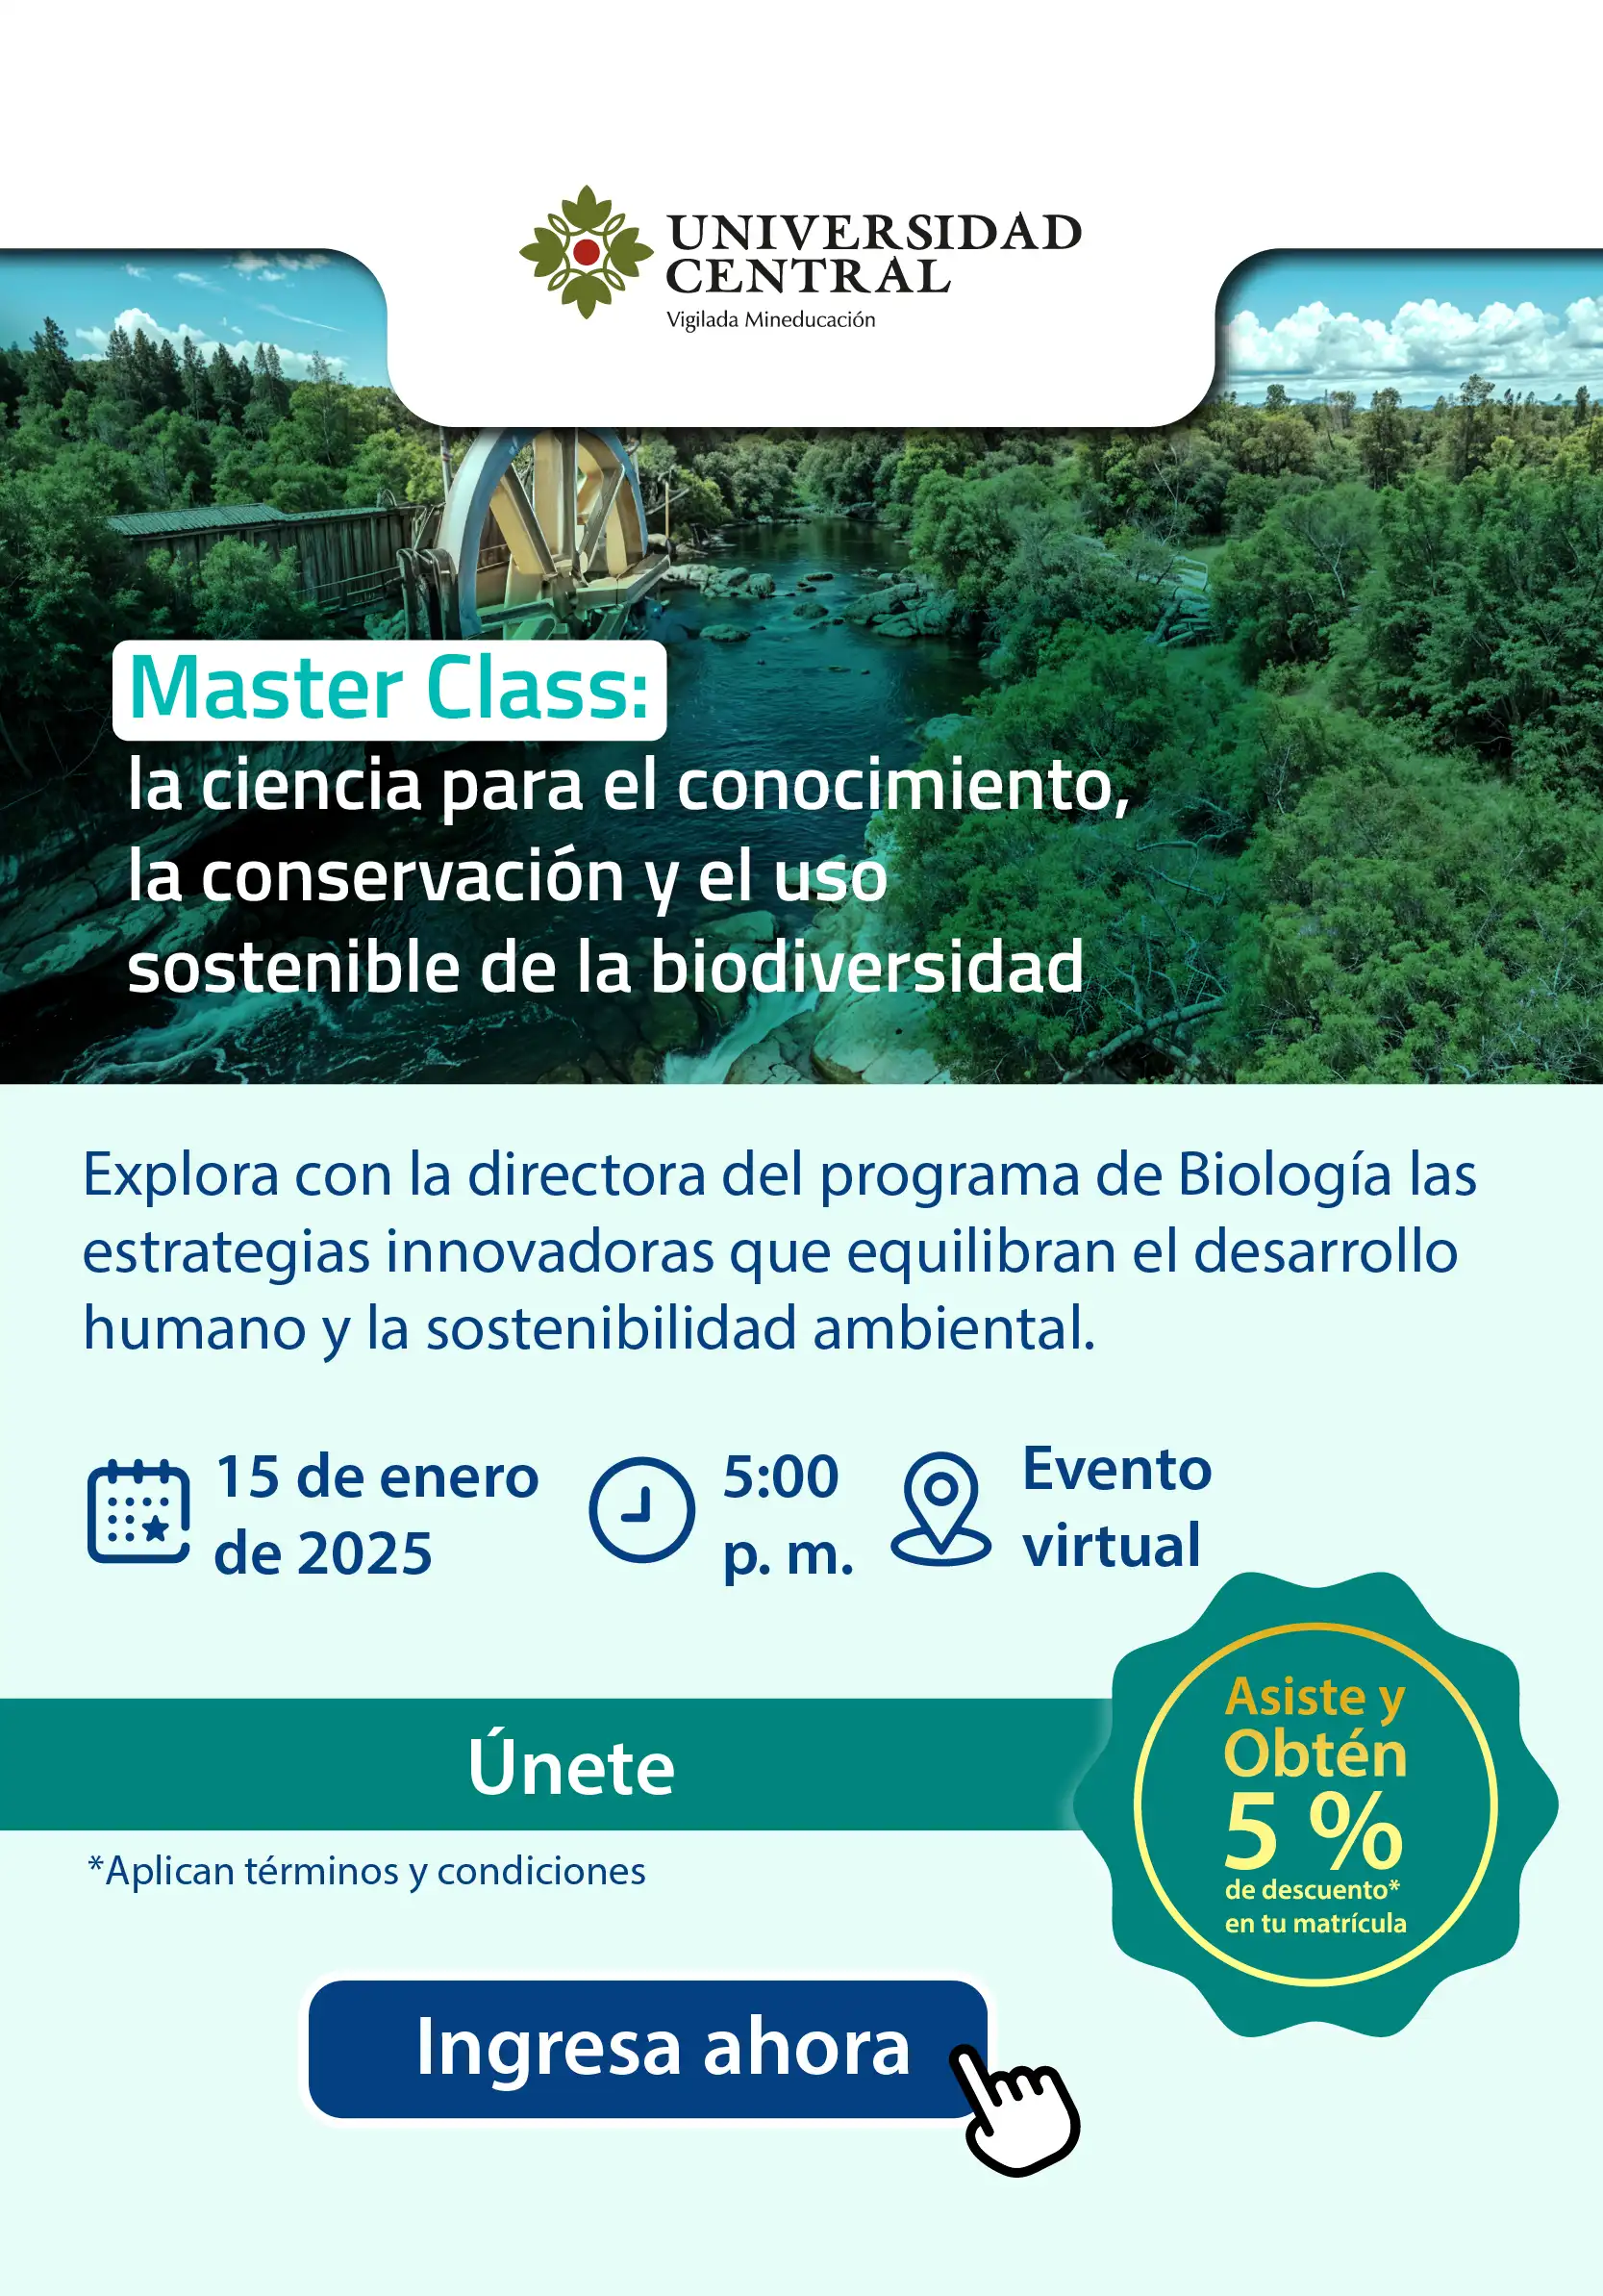 UNIVERSIDAD
CENTRAL
Vigilada Mineducación
Master Class:
la ciencia para el conocimiento,
la conservación y el uso
sostenible de la biodiversidad
Explora con la directora del programa de Biología las
estrategias innovadoras que equilibran el desarrollo
humano y la sostenibilidad ambiental.
15 de enero
de 2025
5:00
p. m.
Evento
virtual
Únete
Asiste y
Obtén
5 %
de descuento*
en tu matrícula
*Aplican términos y condiciones
Ingresa ahora